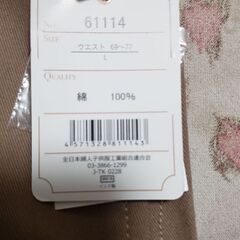 No. 61114
SIZE
ウエスト 69~77
L
QUALITY
綿 100%
4571328811143
全日本婦人子供服工業組合連合会
03-3866-1299
J-TK 0228